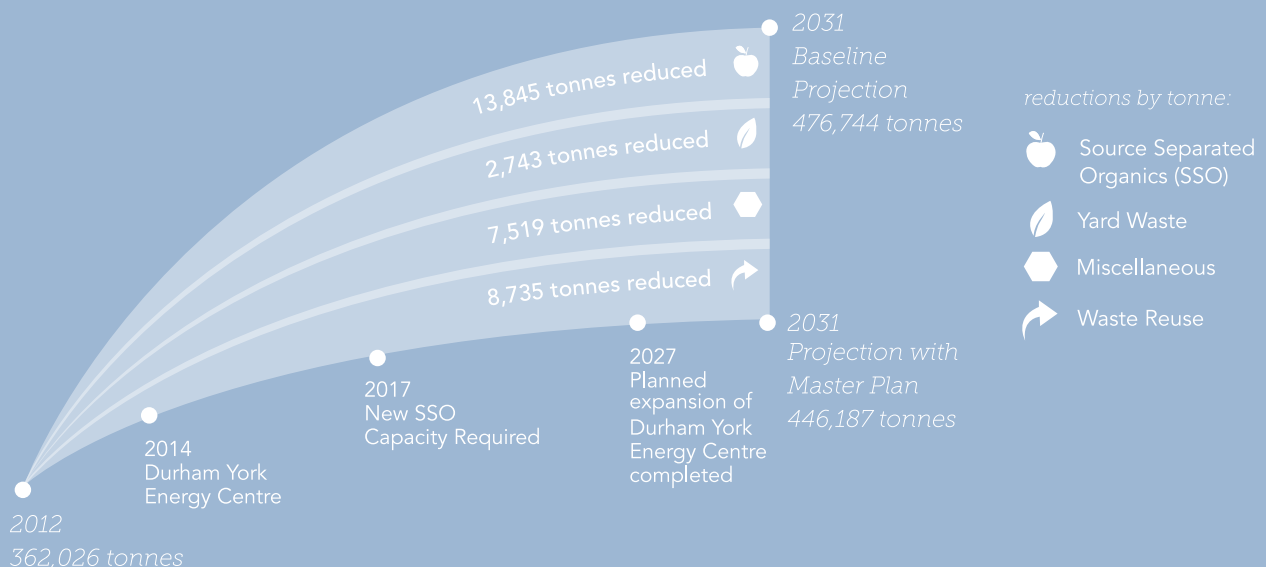 2031
Baseline
Projection
476,744 tonnes
13,845 tonnes reduced
2,743 tonnes reduced
7,519 tonnes reduced
8,735 tonnes reduced
reductions by tonne:
Source Separated
Organics (SSO)
Yard Waste
Miscellaneous
Waste Reuse
2031
Projection with
Master Plan
446,187 tonnes
2027
Planned
expansion of
Durham York
Energy Centre
completed
2017
New SSO
Capacity Required
2014
Durham York
Energy Centre
2012
362,026 tonnes